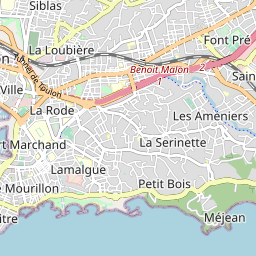 Siblas
La Loubière
Font Pré
Tunnel de Toulon
Benoît Malon
2
1
Sain
Ville
La Rode
Les Améniers
rt Marchand
La Serinette
Lamalgue
Petit Bois
e Mourillon
Méjean
itre